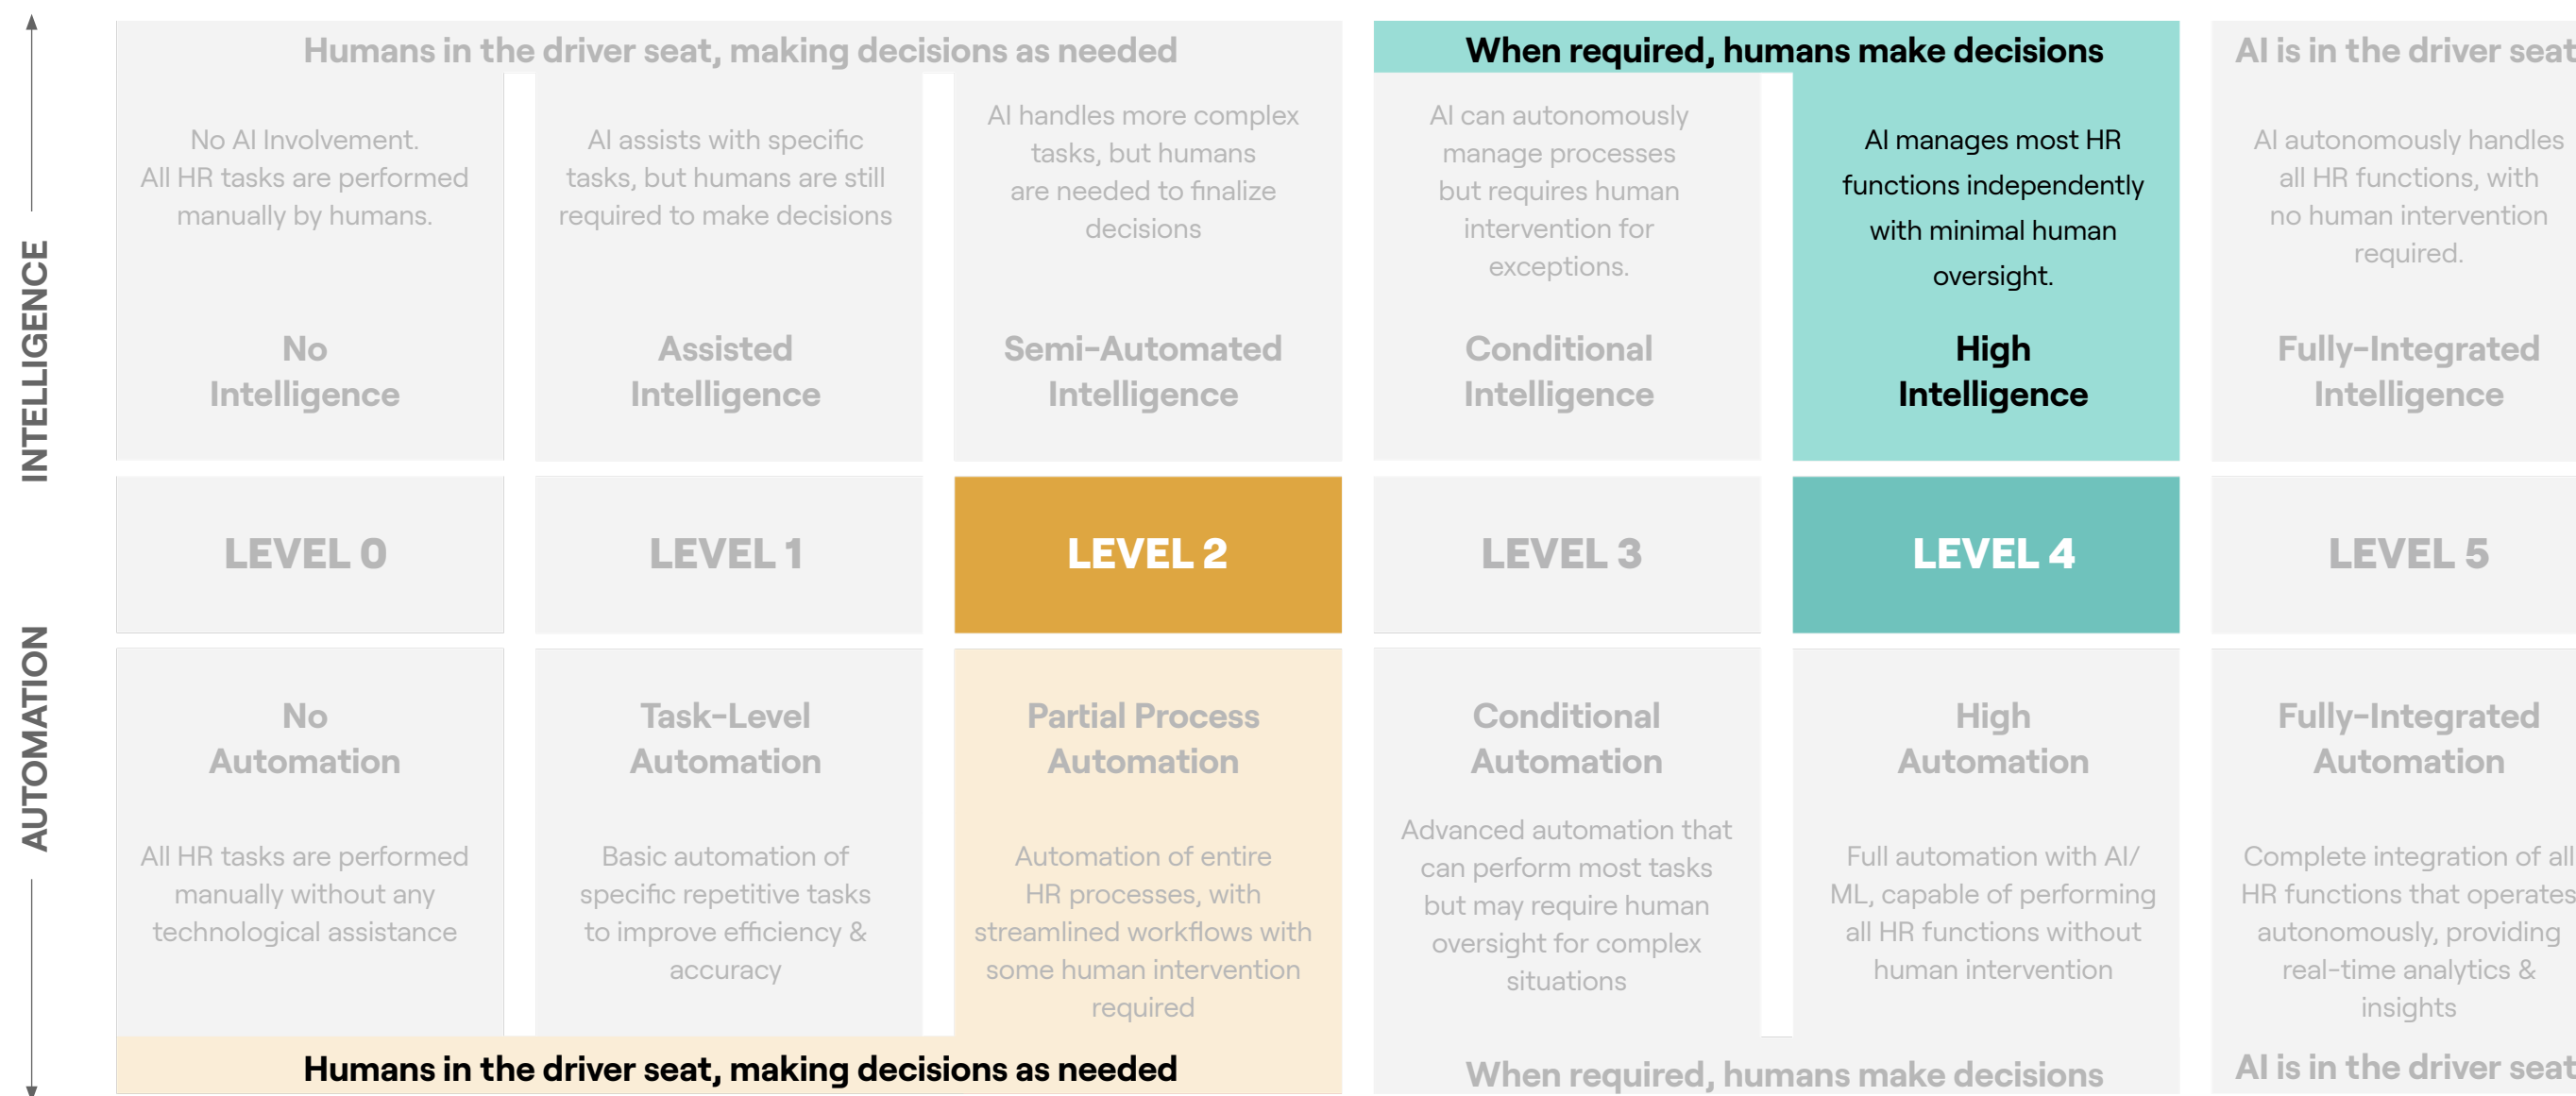 INTELLIGENCE
AUTOMATION
Humans in the driver seat, making decisions as needed
When required, humans make decisions
AI is in the driver seat
No AI Involvement.
All HR tasks are performed
manually by humans.
No
Intelligence
AI assists with specific
tasks, but humans are still
required to make decisions
Assisted
Intelligence
AI handles more complex
tasks, but humans
are needed to finalize
decisions
Semi-Automated
Intelligence
AI can autonomously
manage processes
but requires human
intervention for
exceptions.
Conditional
Intelligence
AI manages most HR
functions independently
with minimal human
oversight.
High
Intelligence
AI autonomously handles
all HR functions, with
no human intervention
required.
Fully-Integrated
Intelligence
LEVEL 0
LEVEL 1
LEVEL 2
LEVEL 3
LEVEL 4
LEVEL 5
No
Automation
All HR tasks are performed
manually without any
technological assistance
Task-Level
Automation
Basic automation of
specific repetitive tasks
to improve efficiency &
accuracy
Partial Process
Automation
Automation of entire
HR processes, with
streamlined workflows with
some human intervention
required
Conditional
Automation
Advanced automation that
can perform most tasks
but may require human
oversight for complex
situations
High
Automation
Full automation with AI/
ML, capable of performing
all HR functions without
human intervention
Fully-Integrated
Automation
Complete integration of all
HR functions that operates
autonomously, providing
real-time analytics &
insights
Humans in the driver seat, making decisions as needed
When required, humans make decisions
AI is in the driver seat